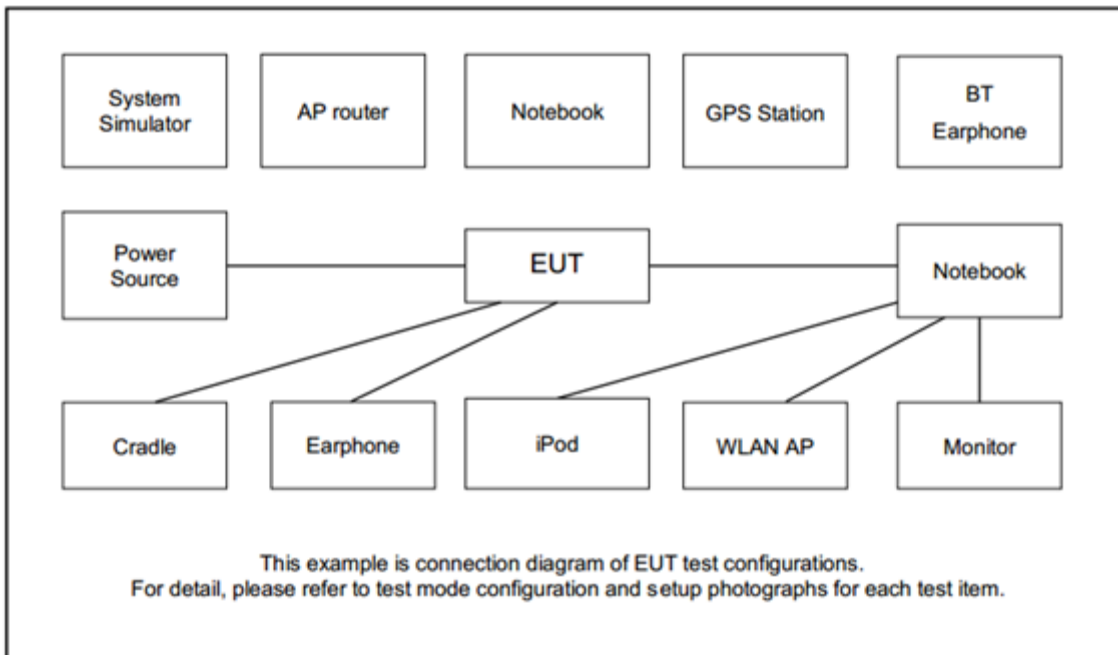 System
Simulator
AP router
Notebook
GPS Station
BT
Earphone
Power
Source
EUT
Notebook
Cradle
Earphone
iPod
WLAN AP
Monitor
This example is connection diagram of EUT test configurations.
For detail, please refer to test mode configuration and setup photographs for each test item.